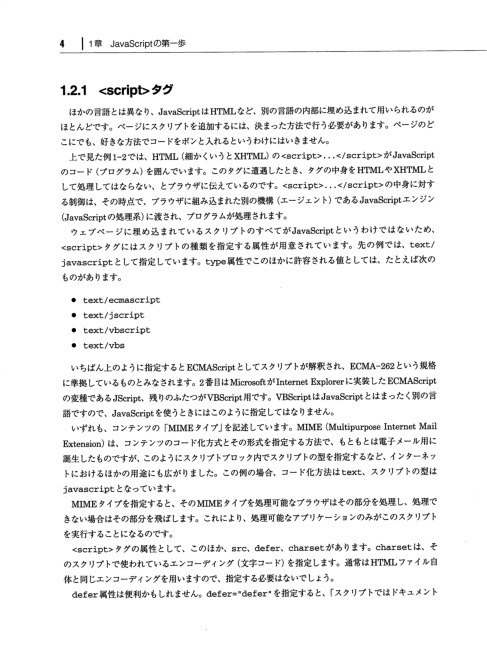 4 1章 JavaScriptの第一歩
1.2.1 <script>タグ
ほかの言語とは異なり、JavaScriptはHTMLなど、別の言語の内部に埋め込まれて用いられるのが
ほとんどです。ページにスクリプトを追加するには、決まった方法で行う必要があります。ページのど
こにでも、好きな方法でコードをポンと入れるというわけにはいきません。
上で見た例1-2では、HTML（細かくいうとXHTML）の<script>...</script>がJavaScript
のコード（プログラム）を囲んでいます。このタグに遭遇したとき、タグの中身をHTMLやXHTMLと
して処理してはならない、とブラウザに伝えているのです。<script>...</script>の中身に対す
る制御は、その時点で、ブラウザに組み込まれた別の機構（エージェント）であるJavaScriptエンジン
（JavaScriptの処理系）に渡され、プログラムが処理されます。
ウェブページに埋め込まれているスクリプトのすべてがJavaScriptというわけではないため、
<script>タグにはスクリプトの種類を指定する属性が用意されています。先の例では、text/
javascriptとして指定しています。type属性でこのほかに許容される値としては、たとえば次の
ものがあります。
● text/ecmascript
● text/jscript
● text/vbscript
● text/vbs
いちばん上のように指定するとECMAScriptとしてスクリプトが解釈され、ECMA-262という規格
に準拠しているものとみなされます。2番目はMicrosoftがInternet Explorerに実装したECMAScript
の変種であるJScript、残りのふたつがVBScript用です。VBScriptはJavaScriptとはまったく別の言
語ですので、JavaScriptを使うときにはこのように指定してはなりません。
いずれも、コンテンツの「MIMEタイプ」を記述しています。MIME（Multipurpose Internet Mail
Extension）は、コンテンツのコード化方式とその形式を指定する方法で、もともとは電子メール用に
誕生したものですが、このようにスクリプトブロック内でスクリプトの型を指定するなど、インターネッ
トにおけるほかの用途にも広がりました。この例の場合、コード化方法はtext、スクリプトの型は
javascriptとなっています。
MIMEタイプを指定すると、そのMIMEタイプを処理可能なブラウザはその部分を処理し、処理で
きない場合はその部分を飛ばします。これにより、処理可能なアプリケーションのみがこのスクリプト
を実行することになるのです。
<script>タグの属性として、このほか、src、defer、charsetがあります。charsetは、そ
のスクリプトで使われているエンコーディング（文字コード）を指定します。通常はHTMLファイル自
体と同じエンコーディングを用いますので、指定する必要はないでしょう。
defer属性は便利かもしれません。defer="defer"を指定すると、「スクリプトではドキュメント